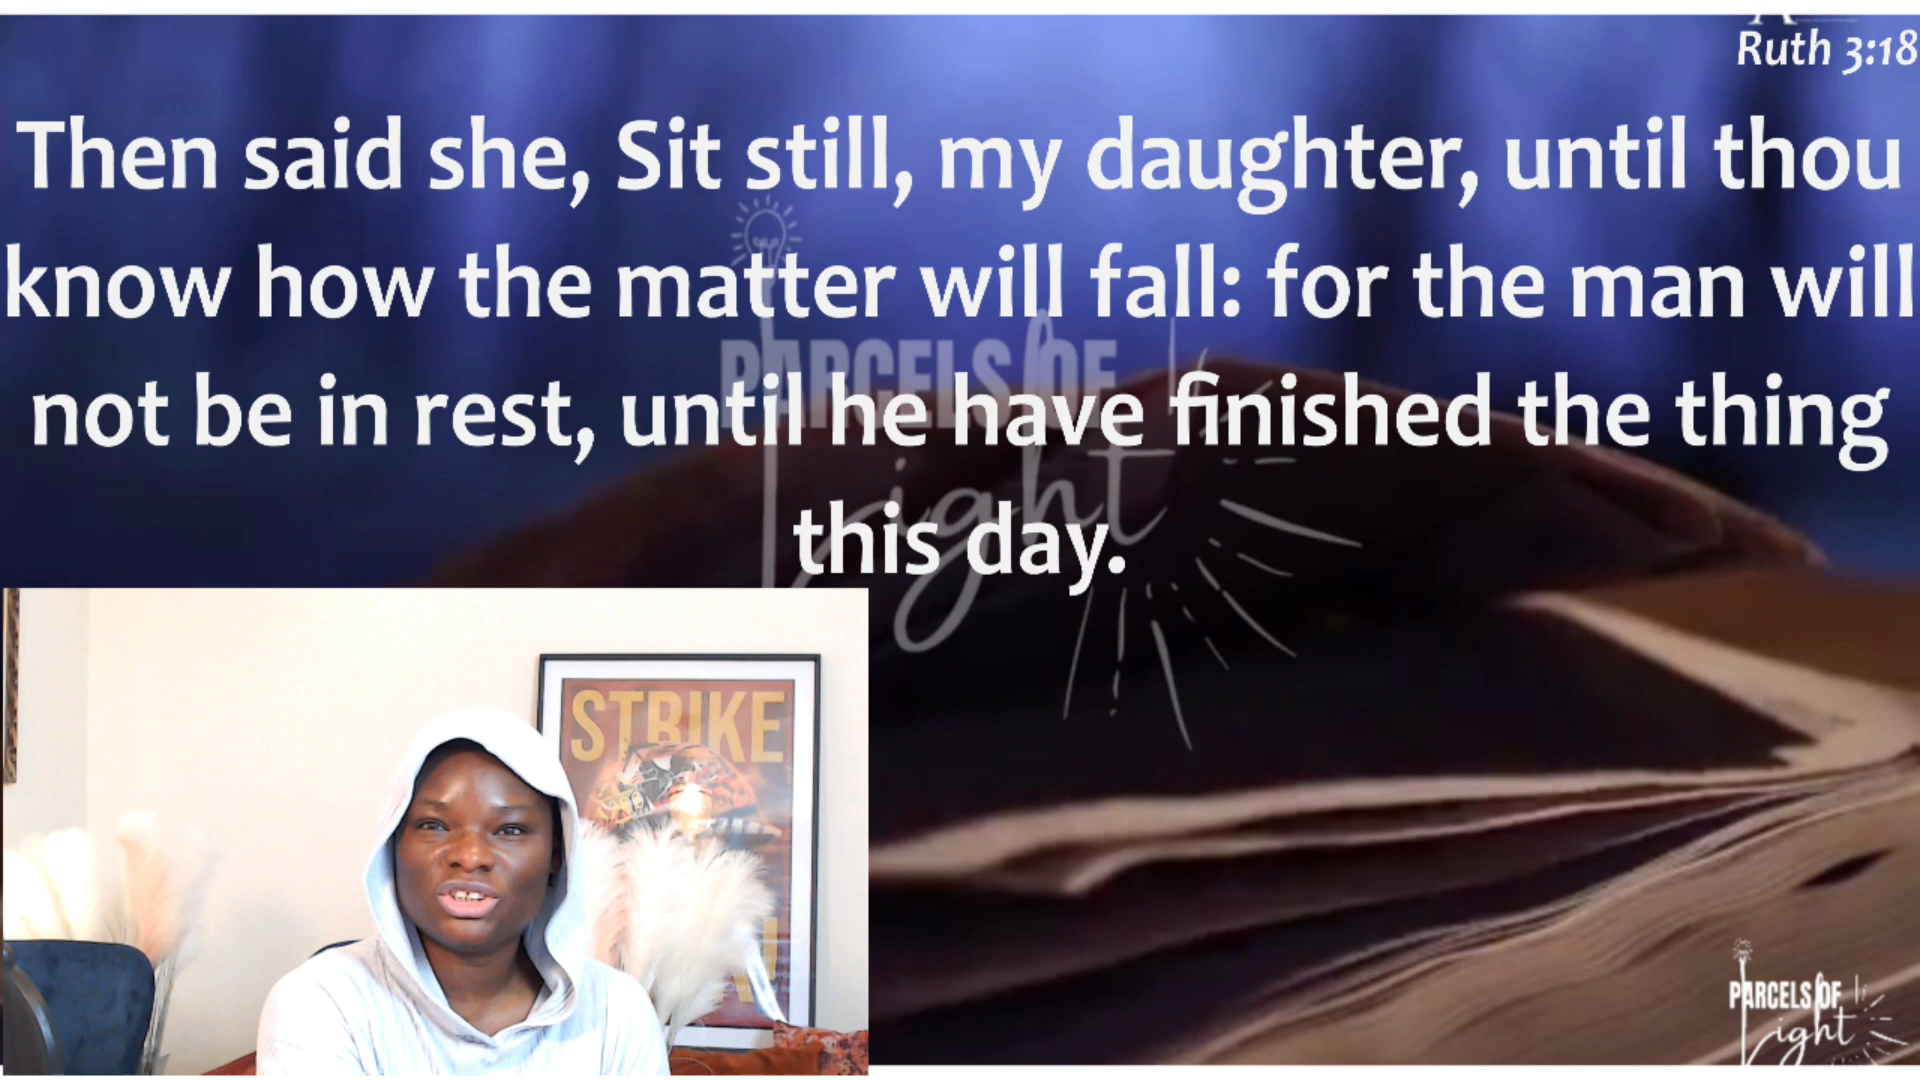 Ruth 3:18
Then said she, Sit still, my daughter, until thou
know how the matter will fall: for the man will
not be in rest, until he have finished the thing
this day.
PARCELS OF
Light
STRIKE
PARCELS OF
Light